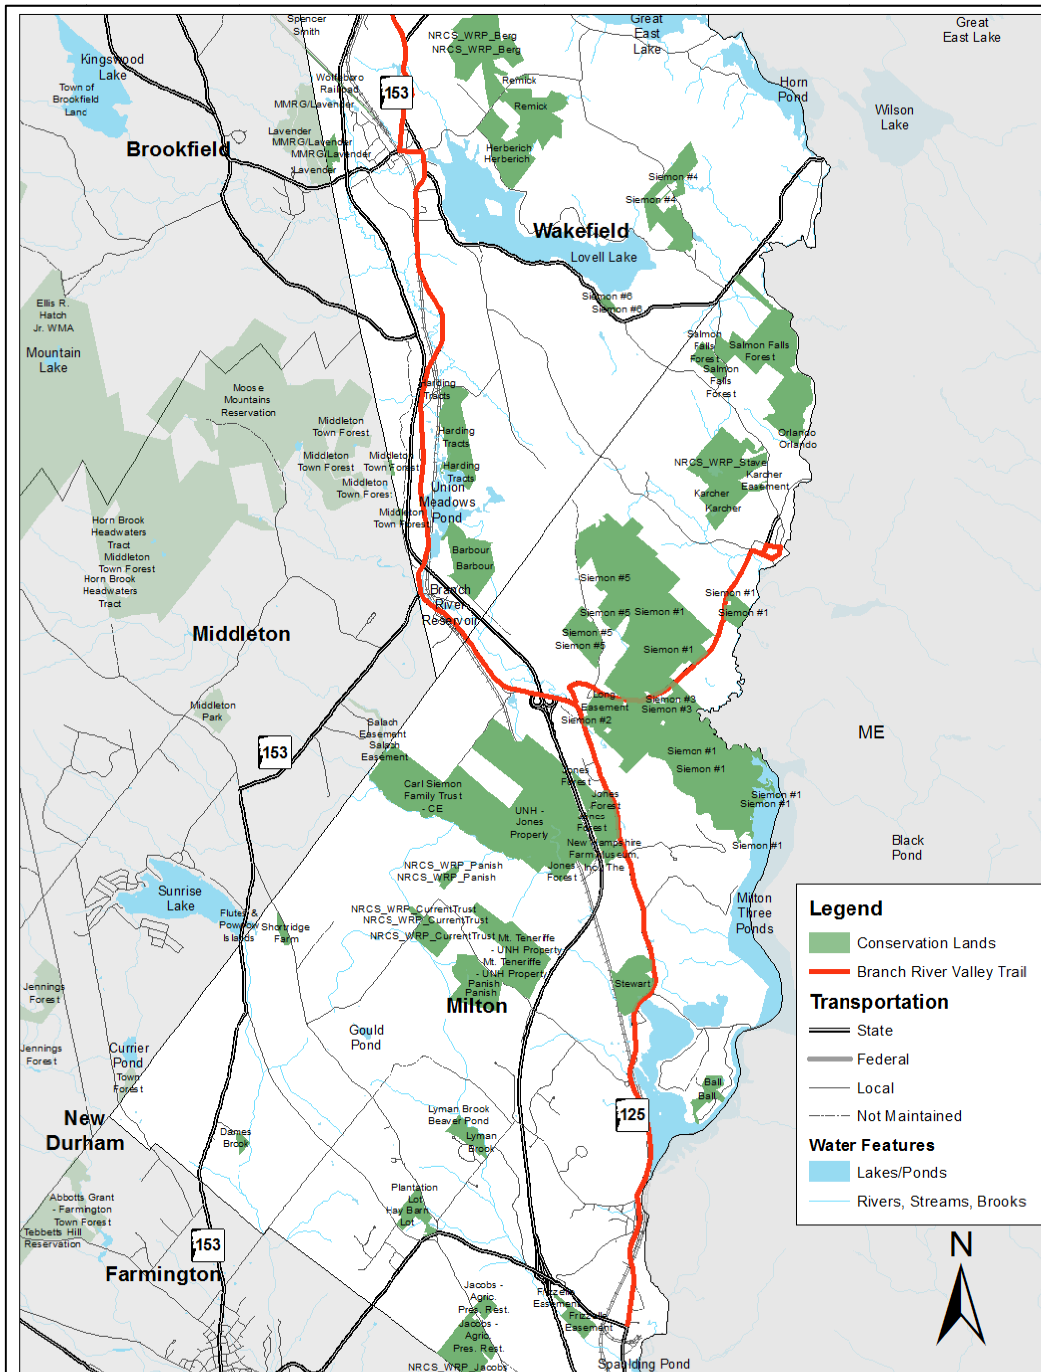 Spencer
Smith
NRCS_WRP_Berg
NRCS_WRP_Berg
Great
East
Lake
Great
East Lake
Kingswood
Lake
Town of
Brookfield
Land
Wolfeboro
Railroad
153
MMRG/Lavender
Remick
Remick
Horn
Pond
Wilson
Lake
Brookfield
Lavender
MMRG/Lavender
MMRG/Lavender
Lavender
Herberich
Herberich
Siemon #4
Siemon #4
Wakefield
Lovell Lake
Siemon #6
Siemon #6
Ellis R.
Hatch
Jr. WMA
Mountain
Lake
Salmon
Falls
Forest
Salmon
Falls
Forest
Salmon Falls
Forest
Moose
Mountains
Reservation
Harding
Tracts
Middleton
Town Forest
Harding
Tracts
Orlando
Orlando
Middleton
Town Forest
Middleton
Town Forest
Harding
Tracts
NRCS_WRP_Stave
Karcher
Easement
Middleton
Town Forest
Union
Meadows
Pond
Karcher
Karcher
Middleton
Town Forest
Horn Brook
Headwaters
Tract
Middleton
Town Forest
Horn Brook
Headwaters
Tract
Barbour
Barbour
Branch
River
Reservoir
Siemon #5
Siemon #5
Siemon #1
Siemon #1
Siemon #1
Siemon #5
Siemon #5
Siemon #1
Middleton
Middleton
Park
Long
Easement
Siemon #3
Siemon #3
Siemon #2
Salach
Easement
Salach
Easement
153
ME
Siemon #1
Siemon #1
Jones
Forest
Carl Siemon
Family Trust
- CE
UNH -
Jones
Property
Jones
Forest
Jones
Forest
Siemon #1
Siemon #1
New Hampshire
Farm Museum,
Inc., The
Siemon #1
Black
Pond
Jones
Forest
NRCS_WRP_Panish
NRCS_WRP_Panish
Sunrise
Lake
Flutes &
Powwow
Islands
Shortridge
Farm
NRCS_WRP_CurrentTrust
NRCS_WRP_CurrentTrust
NRCS_WRP_CurrentTrust
Mt. Teneriffe
- UNH Property
Mt. Teneriffe
- UNH Property
Panish
Panish
Milton
Three
Ponds
Stewart
Milton
Jennings
Forest
Gould
Pond
Jennings
Forest
Currier
Pond
Town
Forest
Ball
Ball
New
Durham
125
Dames
Brook
Lyman Brook
Beaver Pond
Lyman
Brook
Abbotts Grant
- Farmington
Town Forest
Tebbetts Hill
Reservation
Plantation
Lot
Hay Barn
Lot
153
Farmington
Jacobs -
Agric.
Pres. Rest.
Jacobs -
Agric.
Pres. Rest.
NRCS_WRP_Jacobs
Frizzelle
Easement
Frizzelle
Easement
Spaulding Pond
Legend
Conservation Lands
Branch River Valley Trail
Transportation
State
Federal
Local
Not Maintained
Water Features
Lakes/Ponds
Rivers, Streams, Brooks
N